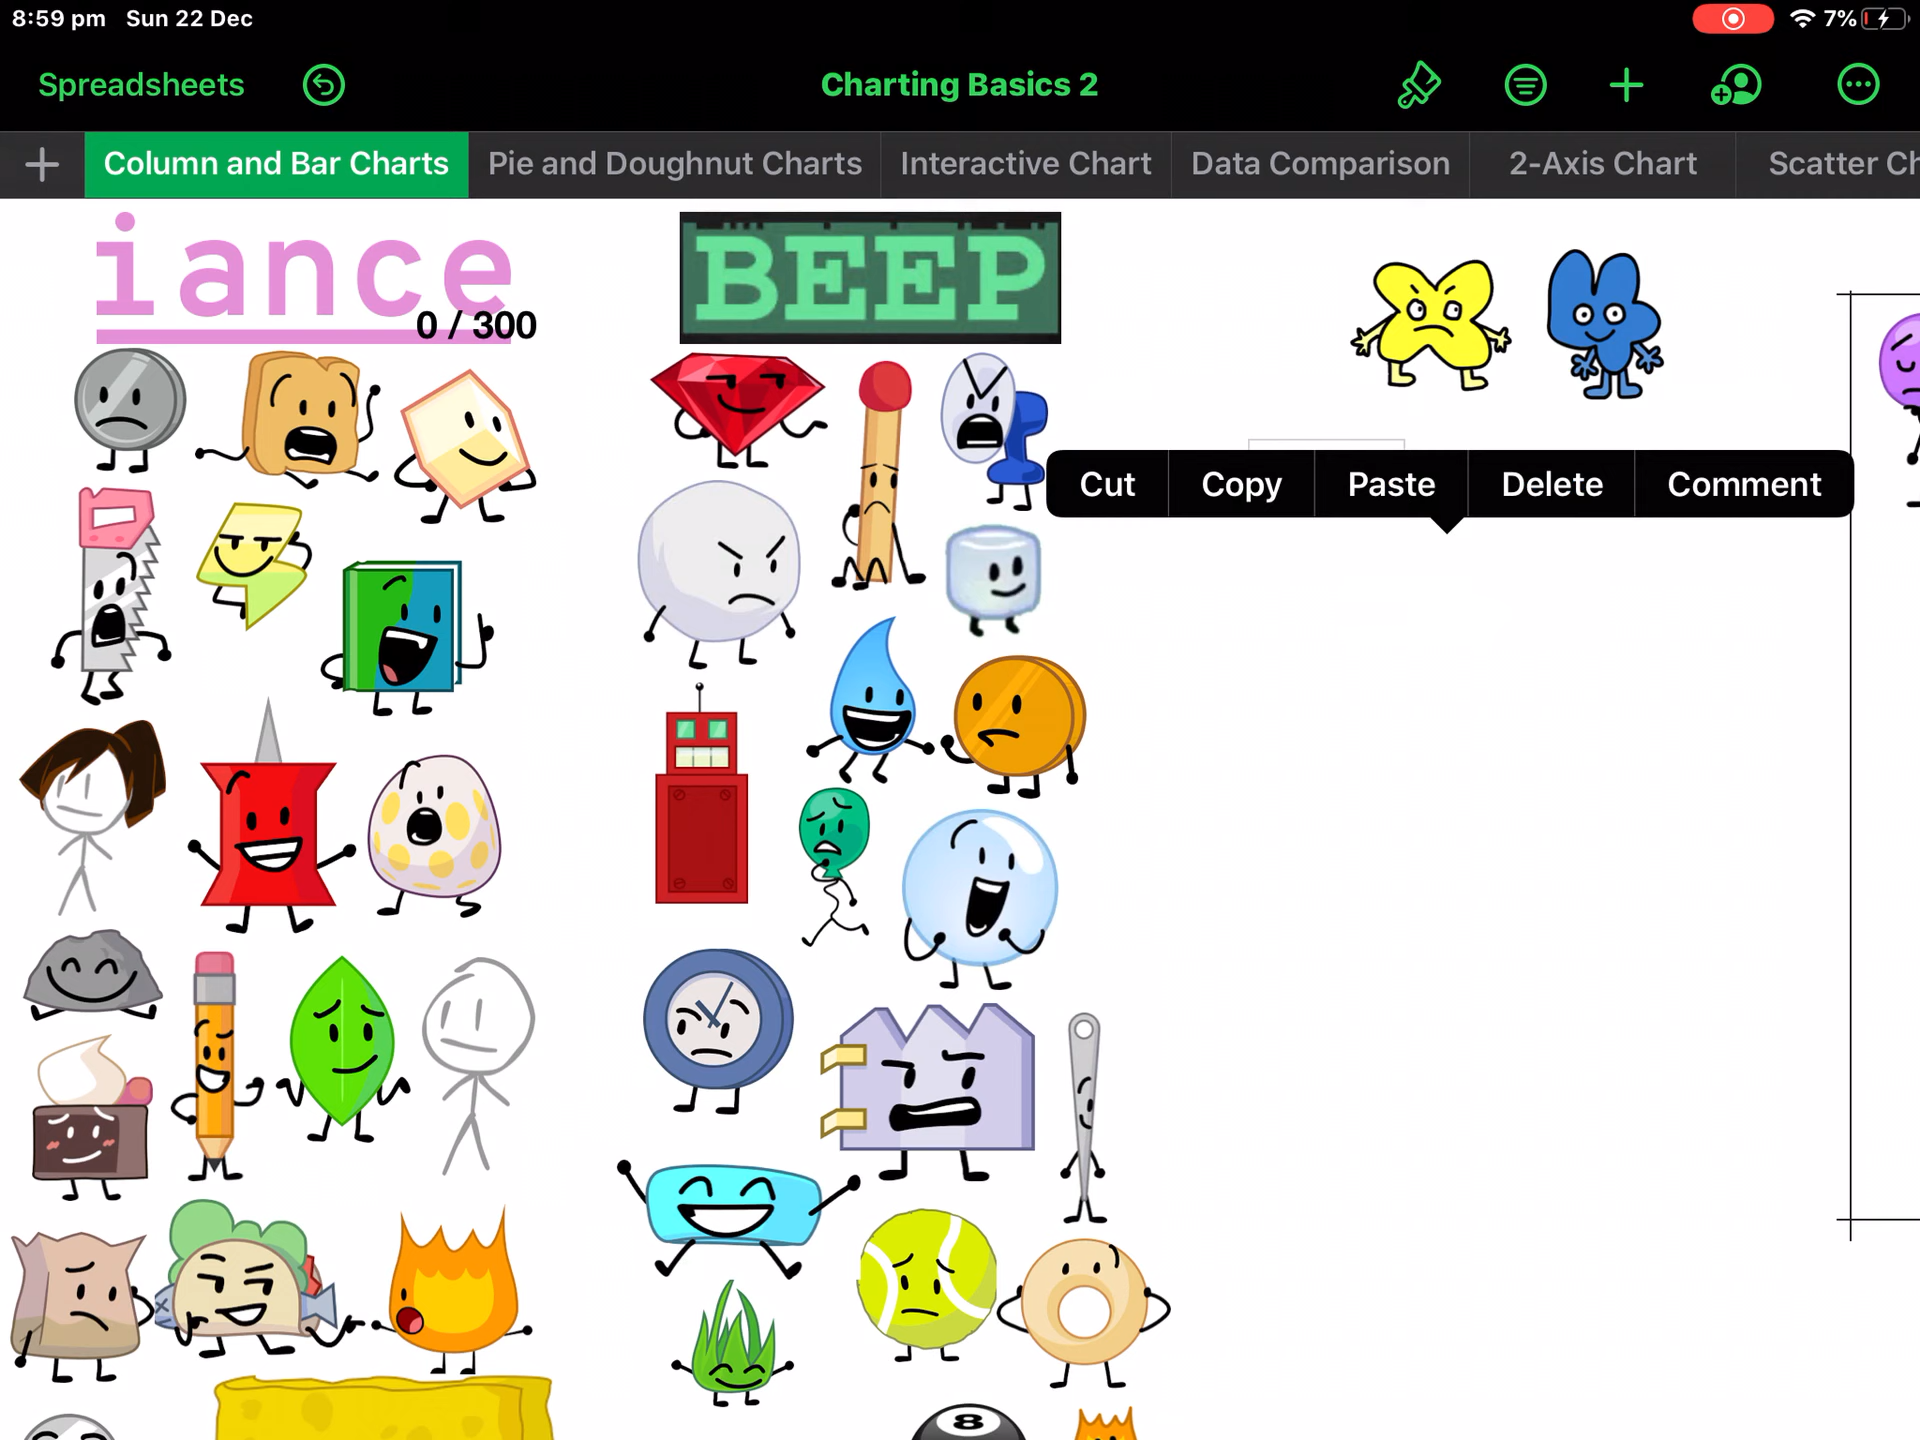 8:59 pm Sun 22 Dec
7%
Spreadsheets
Charting Basics 2
Column and Bar Charts
Pie and Doughnut Charts
Interactive Chart
Data Comparison
2-Axis Chart
Scatter Ch
iance
0 / 300
BEEP
Cut
Copy
Paste
Delete
Comment
8